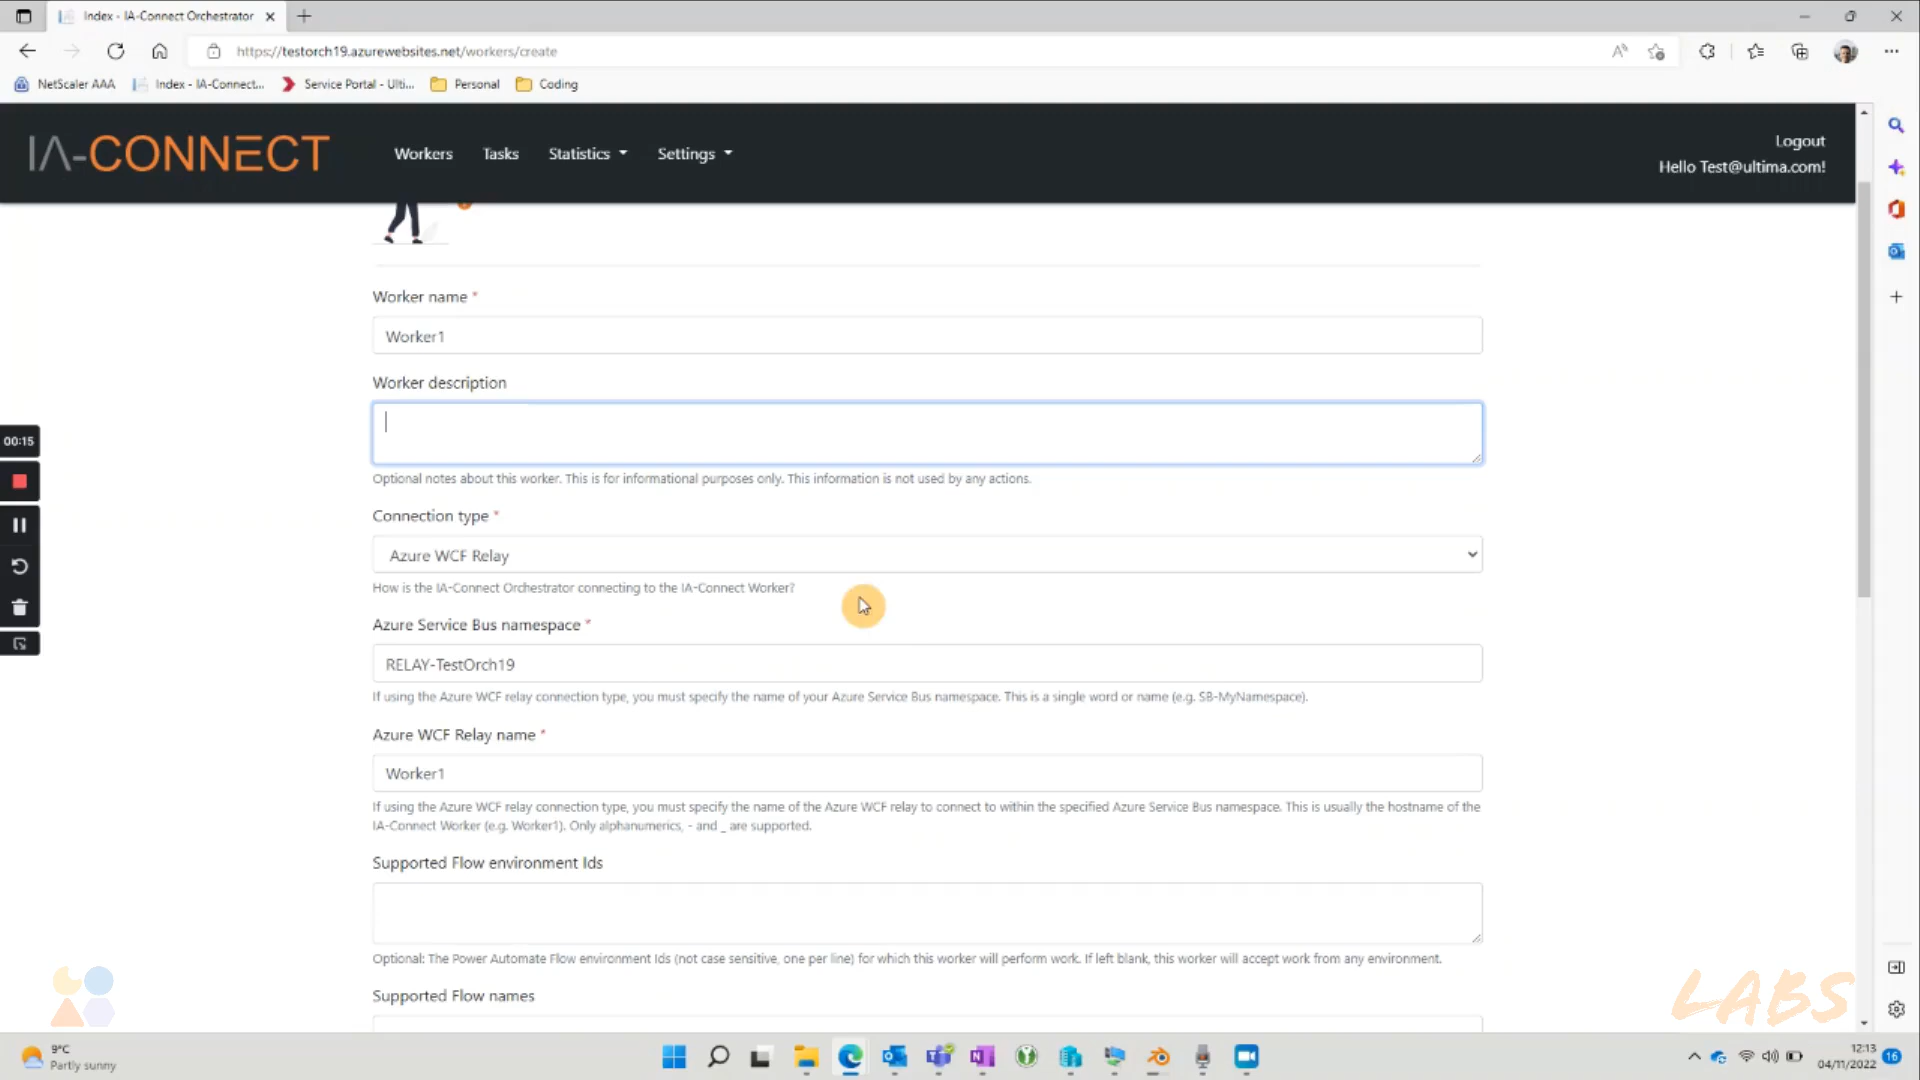 Index - IA-Connect Orchestrator
https://testorch19.azurewebsites.net/workers/create
NetScaler AAA
Index - IA-Connect...
Service Portal - Ulti...
Personal
Coding
IA-CONNECT
Workers
Tasks
Statistics
Settings
Logout
Hello Test@ultima.com!
Worker name *
Worker1
Worker description
Optional notes about this worker. This is for informational purposes only. This information is not used by any actions.
Connection type *
Azure WCF Relay
How is the IA-Connect Orchestrator connecting to the IA-Connect Worker?
Azure Service Bus namespace *
RELAY-TestOrch19
If using the Azure WCF relay connection type, you must specify the name of your Azure Service Bus namespace. This is a single word or name (e.g. SB-MyNamespace).
Azure WCF Relay name *
Worker1
If using the Azure WCF relay connection type, you must specify the name of the Azure WCF relay to connect to within the specified Azure Service Bus namespace. This is usually the hostname of the
IA-Connect Worker (e.g. Worker1). Only alphanumerics, - and _ are supported.
Supported Flow environment Ids
Optional: The Power Automate Flow environment Ids (not case sensitive, one per line) for which this worker will perform work. If left blank, this worker will accept work from any environment.
Supported Flow names
00:15
LABS
9°C
Partly sunny
12:13
04/11/2022
16